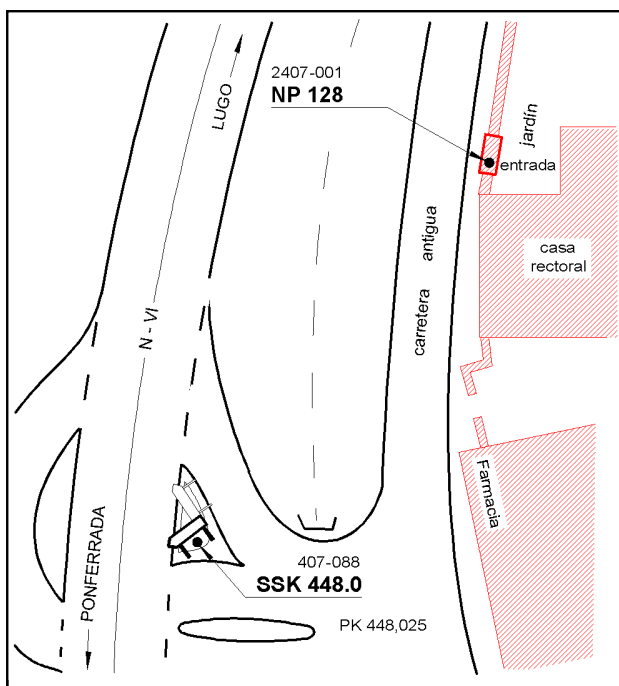 2407-001
NP 128
LUGO
jardín
entrada
casa
rectoral
carretera antigua
N - VI
Farmacia
PONFERRADA
407-088
SSK 448.0
PK 448,025